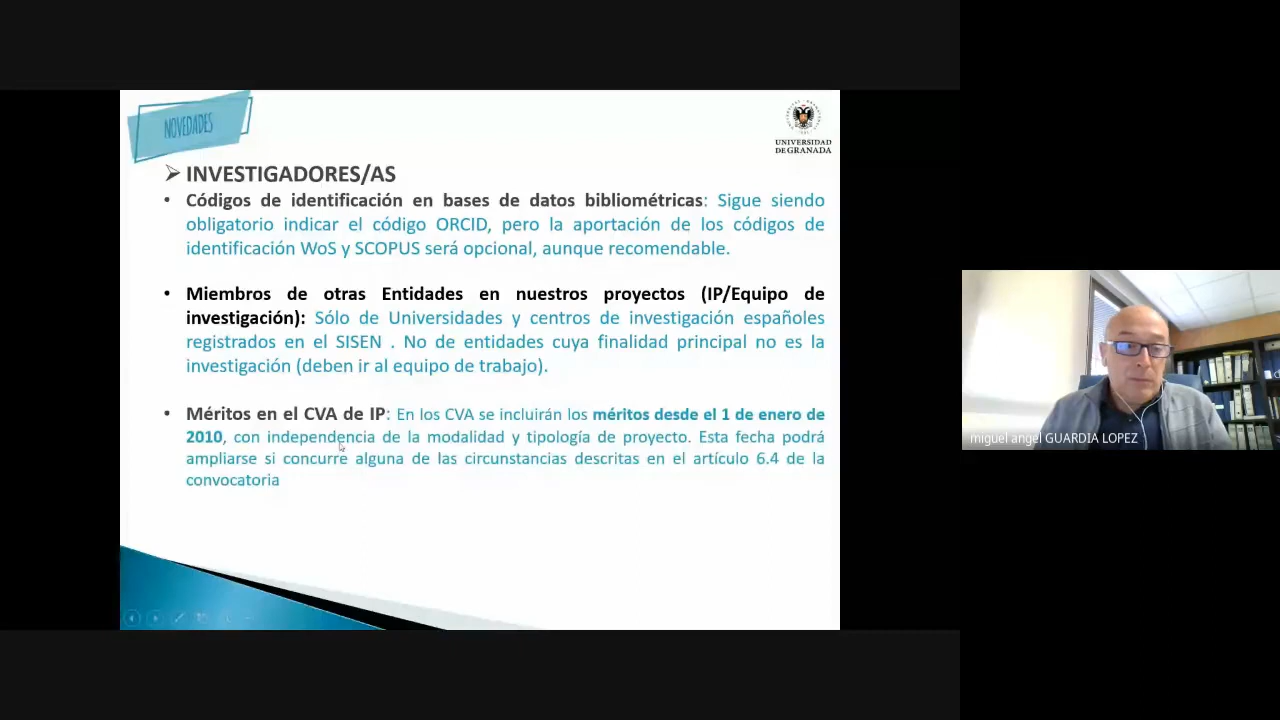 NOVEDADES
UNIVERSIDAD
DE GRANADA
➢ INVESTIGADORES/AS
• Códigos de identificación en bases de datos bibliométricas: Sigue siendo
obligatorio indicar el código ORCID, pero la aportación de los códigos de
identificación WoS y SCOPUS será opcional, aunque recomendable.
• Miembros de otras Entidades en nuestros proyectos (IP/Equipo de
investigación): Sólo de Universidades y centros de investigación españoles
registrados en el SISEN . No de entidades cuya finalidad principal no es la
investigación (deben ir al equipo de trabajo).
• Méritos en el CVA de IP: En los CVA se incluirán los méritos desde el 1 de enero de
2010, con independencia de la modalidad y tipología de proyecto. Esta fecha podrá
ampliarse si concurre alguna de las circunstancias descritas en el artículo 6.4 de la
convocatoria
miguel angel GUARDIA LOPEZ